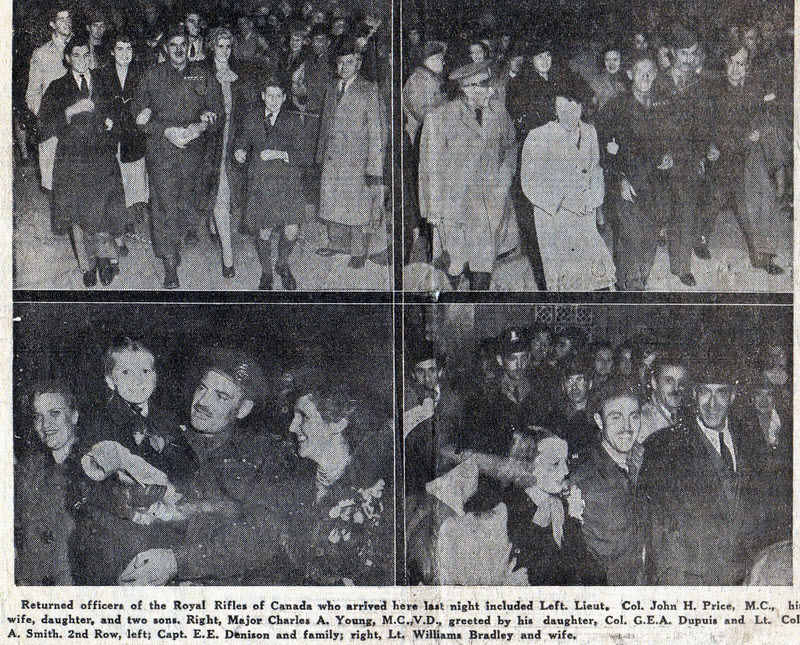 Returned officers of the Royal Rifles of Canada who arrived here last night included Left. Lieut. Col. John H. Price, M.C., hi
wife, daughter, and two sons. Right, Major Charles A. Young, M.C.,V.D., greeted by his daughter, Col. G.E.A. Dupuis and Lt. Col
A. Smith. 2nd Row, left; Capt. E.E. Denison and family; right, Lt. Williams Bradley and wife.